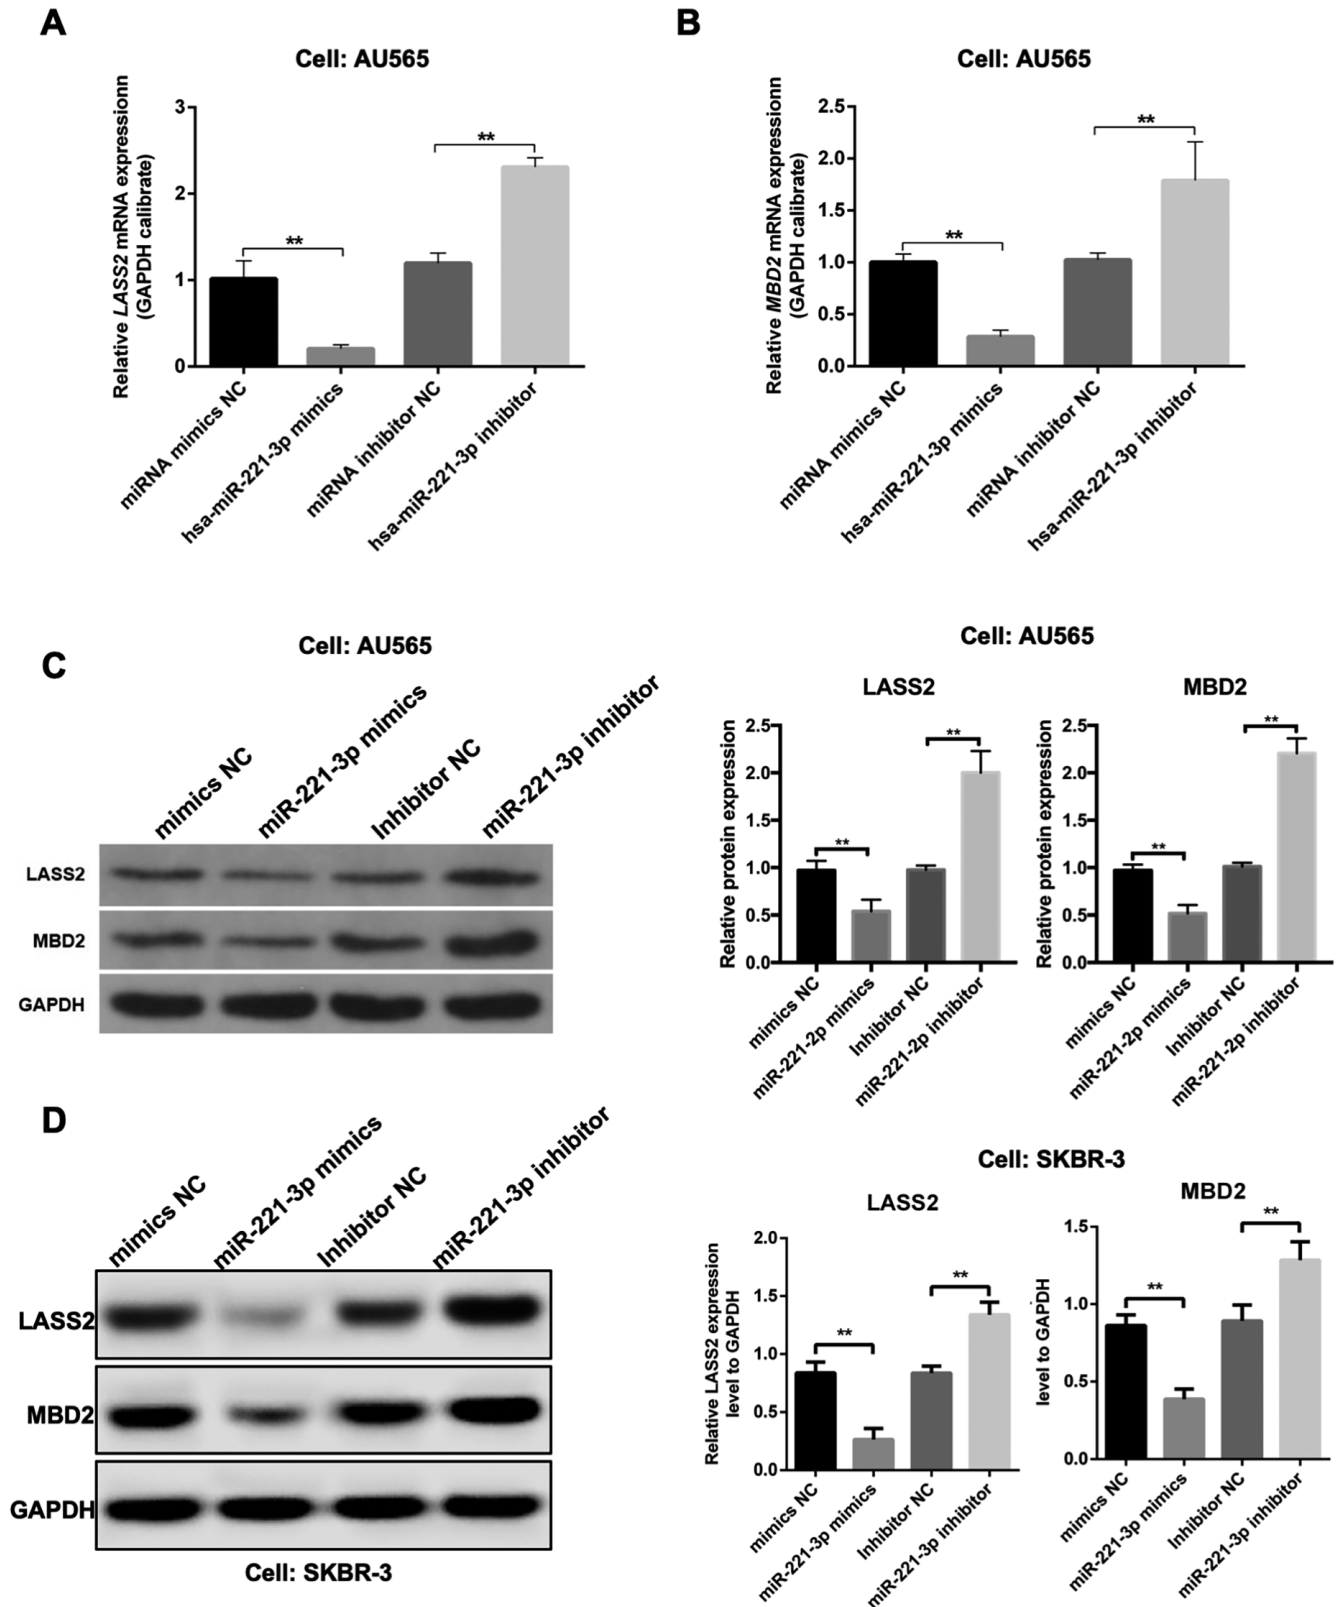 A
Cell: AU565
Relative LASS2 mRNA expressionn
(GAPDH calibrate)
3
2
1
0
**
**
miRNA mimics NC
hsa-miR-221-3p mimics
miRNA inhibitor NC
hsa-miR-221-3p inhibitor
B
Cell: AU565
Relative MBD2 mRNA expressionn
(GAPDH calibrate)
2.5
2.0
1.5
1.0
0.5
0.0
**
**
miRNA mimics NC
hsa-miR-221-3p mimics
miRNA inhibitor NC
hsa-miR-221-3p inhibitor
C
Cell: AU565
mimics NC
miR-221-3p mimics
Inhibitor NC
miR-221-3p inhibitor
LASS2
MBD2
GAPDH
Cell: AU565
LASS2
Relative protein expression
2.5
2.0
1.5
1.0
0.5
0.0
**
**
mimics NC
miR-221-2p mimics
Inhibitor NC
miR-221-2p inhibitor
MBD2
Relative protein expression
2.5
2.0
1.5
1.0
0.5
0.0
**
**
mimics NC
miR-221-2p mimics
Inhibitor NC
miR-221-2p inhibitor
D
mimics NC
miR-221-3p mimics
Inhibitor NC
miR-221-3p inhibitor
LASS2
MBD2
GAPDH
Cell: SKBR-3
Cell: SKBR-3
LASS2
Relative LASS2 expression
level to GAPDH
2.0
1.5
1.0
0.5
0.0
**
**
mimics NC
miR-221-3p mimics
Inhibitor NC
miR-221-3p inhibitor
MBD2
level to GAPDH
1.5
1.0
0.5
0.0
**
**
mimics NC
miR-221-3p mimics
Inhibitor NC
miR-221-3p inhibitor